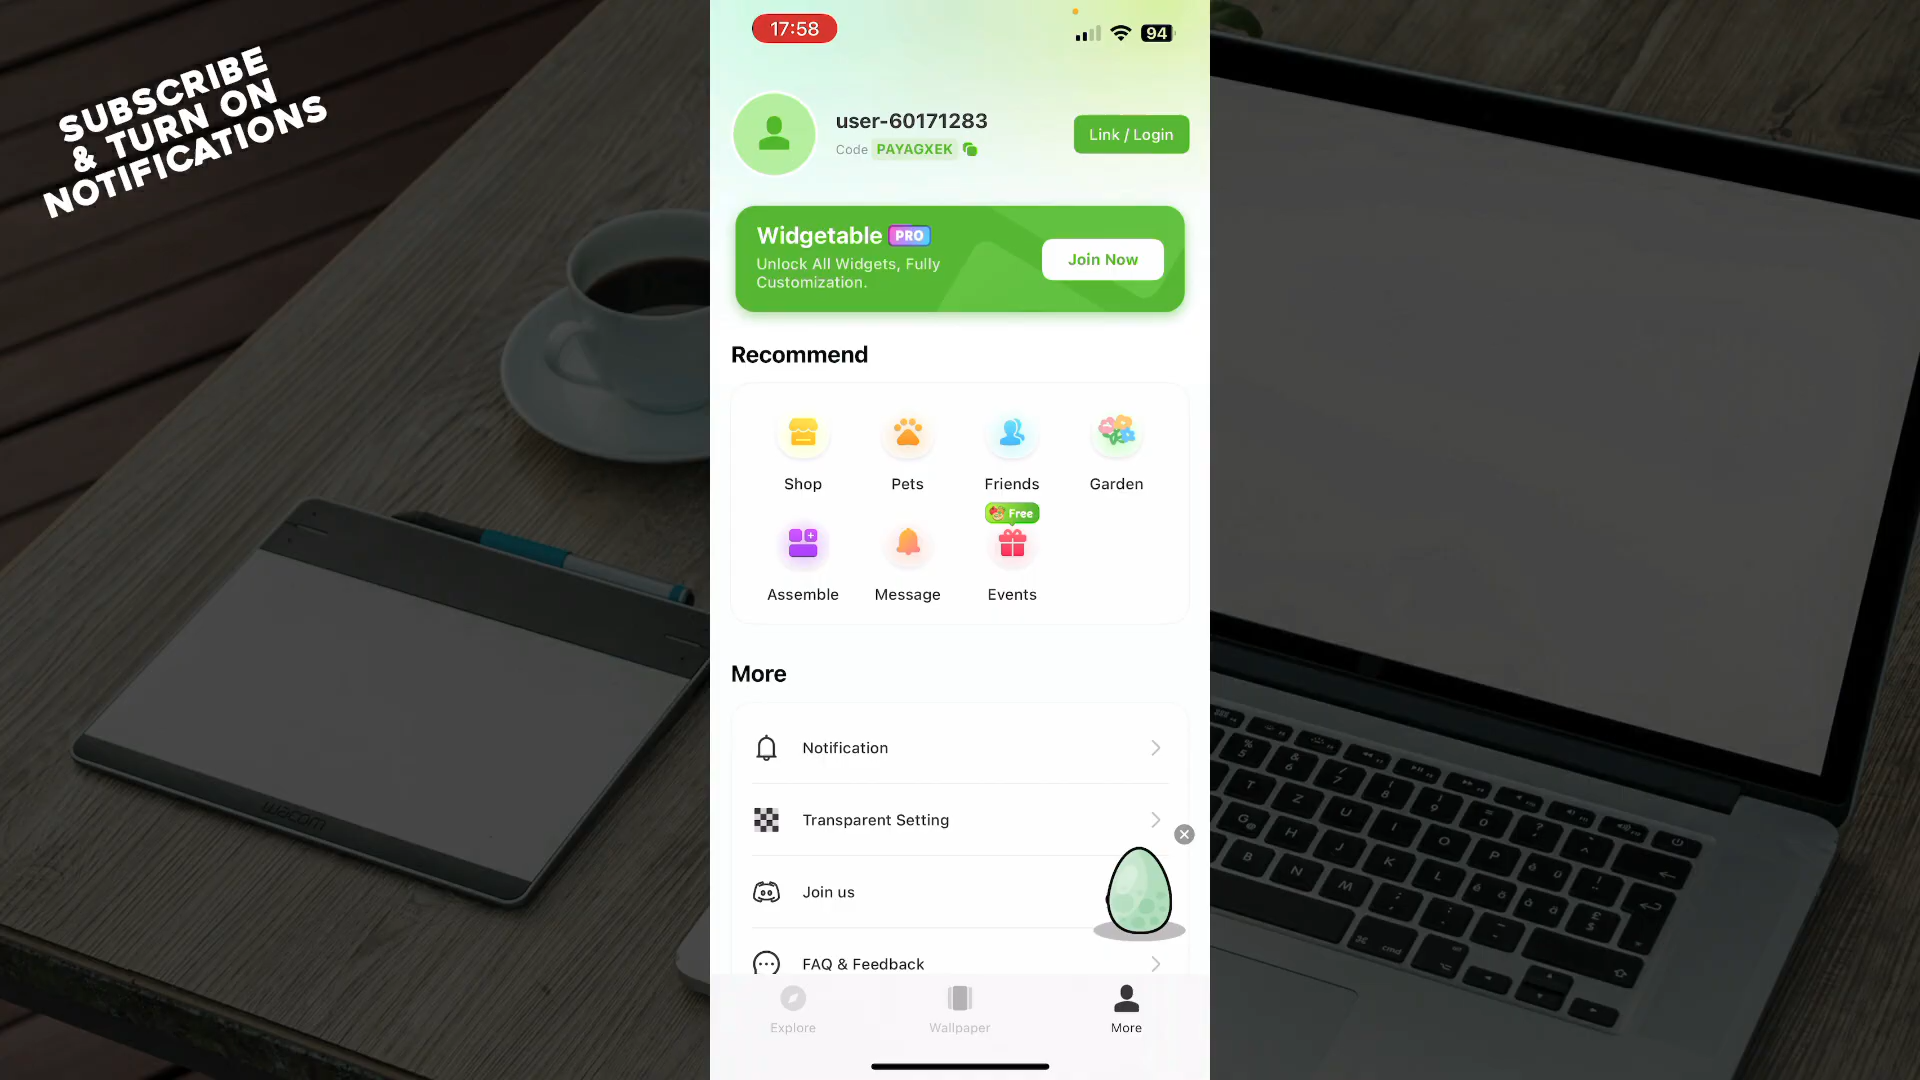 SUBSCRIBE
& TURN ON
NOTIFICATIONS
17:58
94
user-60171283
Code PAYAGXEK
Link / Login
Widgetable PRO
Unlock All Widgets, Fully
Customization.
Join Now
Recommend
Shop
Pets
Friends
Garden
Free
Assemble
Message
Events
More
Notification
Transparent Setting
Join us
FAQ & Feedback
Explore
Wallpaper
More
wacom